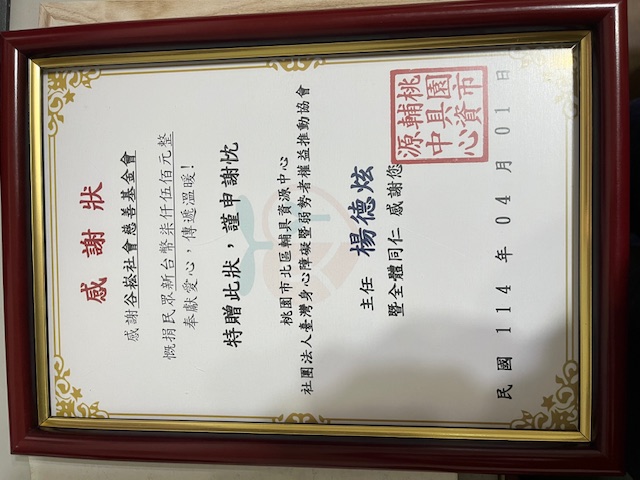 感謝狀
感謝谷崧社會慈善基金會
慨捐民眾新台幣柒仟伍佰元整
奉獻愛心，傳遞溫暖！
特贈此狀，謹申謝忱
桃園市北區輔具資源中心
社團法人臺灣身心障礙暨弱勢者權益推動協會
主任 楊德炫
暨全體同仁 感謝您
桃園市
輔具資
源中心
民國 114 年 04 月 01 日